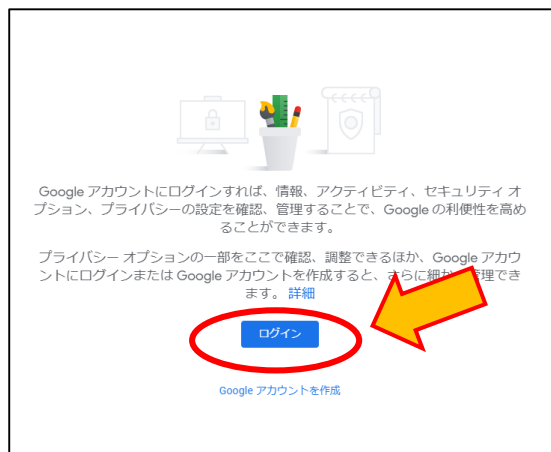 Google アカウントにログインすれば、情報、アクティビティ、セキュリティ オ
プション、プライバシーの設定を確認、管理することで、Google の利便性を高め
ることができます。
プライバシー オプションの一部をここで確認、調整できるほか、Google アカウ
ントにログインまたは Google アカウントを作成すると、さらに細か 管理でき
ます。 詳細
ログイン
Google アカウントを作成